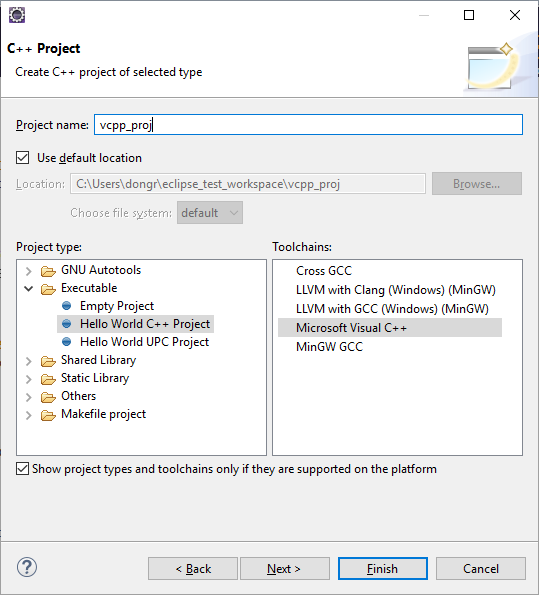 C++ Project
Create C++ project of selected type
Project name: vcpp_proj
Use default location
Location: C:\Users\dongr\eclipse_test_workspace\vcpp_proj Browse...
Choose file system: default
Project type: Toolchains:
GNU Autotools
Executable
Empty Project
Hello World C++ Project
Hello World UPC Project
Shared Library
Static Library
Others
Makefile project
Cross GCC
LLVM with Clang (Windows) (MinGW)
LLVM with GCC (Windows) (MinGW)
Microsoft Visual C++
MinGW GCC
Show project types and toolchains only if they are supported on the platform
? < Back Next > Finish Cancel